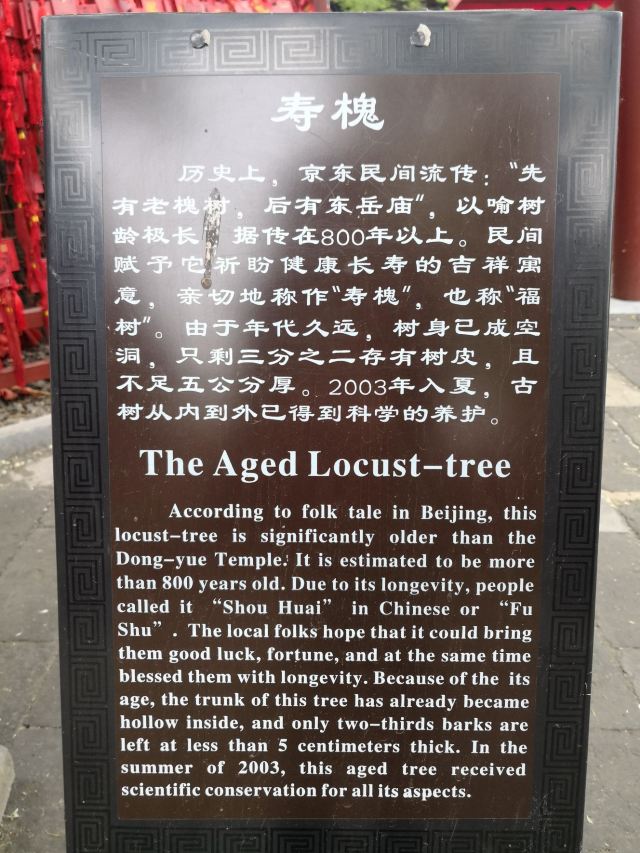 寿槐
历史上，京东民间流传：“先
有老槐树，后有东岳庙”，以喻树
龄极长 据传在800年以上。民间
赋予它祈盼健康长寿的吉祥寓
意，亲切地称作“寿槐”，也称“福
树”。由于年代久远，树身已成空
洞，只剩三分之二存有树皮，且
不足五公分厚。2003年入夏，古
树从内到外已得到科学的养护。
The Aged Locust-tree
According to folk tale in Beijing, this
locust-tree is significantly older than the
Dong-yue Temple. It is estimated to be more
than 800 years old. Due to its longevity, people
called it “Shou Huai” in Chinese or “Fu
Shu”. The local folks hope that it could bring
them good luck, fortune, and at the same time
blessed them with longevity. Because of the its
age, the trunk of this tree has already became
hollow inside, and only two-thirds barks are
left at less than 5 centimeters thick. In the
summer of 2003, this aged tree received
scientific conservation for all its aspects.